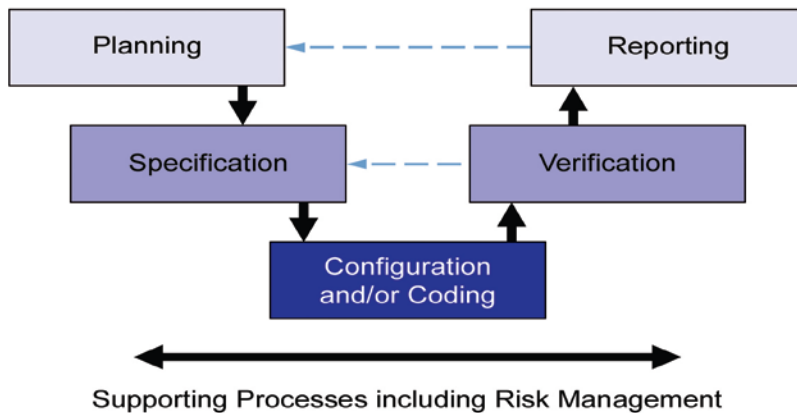 Planning
Reporting
Specification
Verification
Configuration
and/or Coding
Supporting Processes including Risk Management